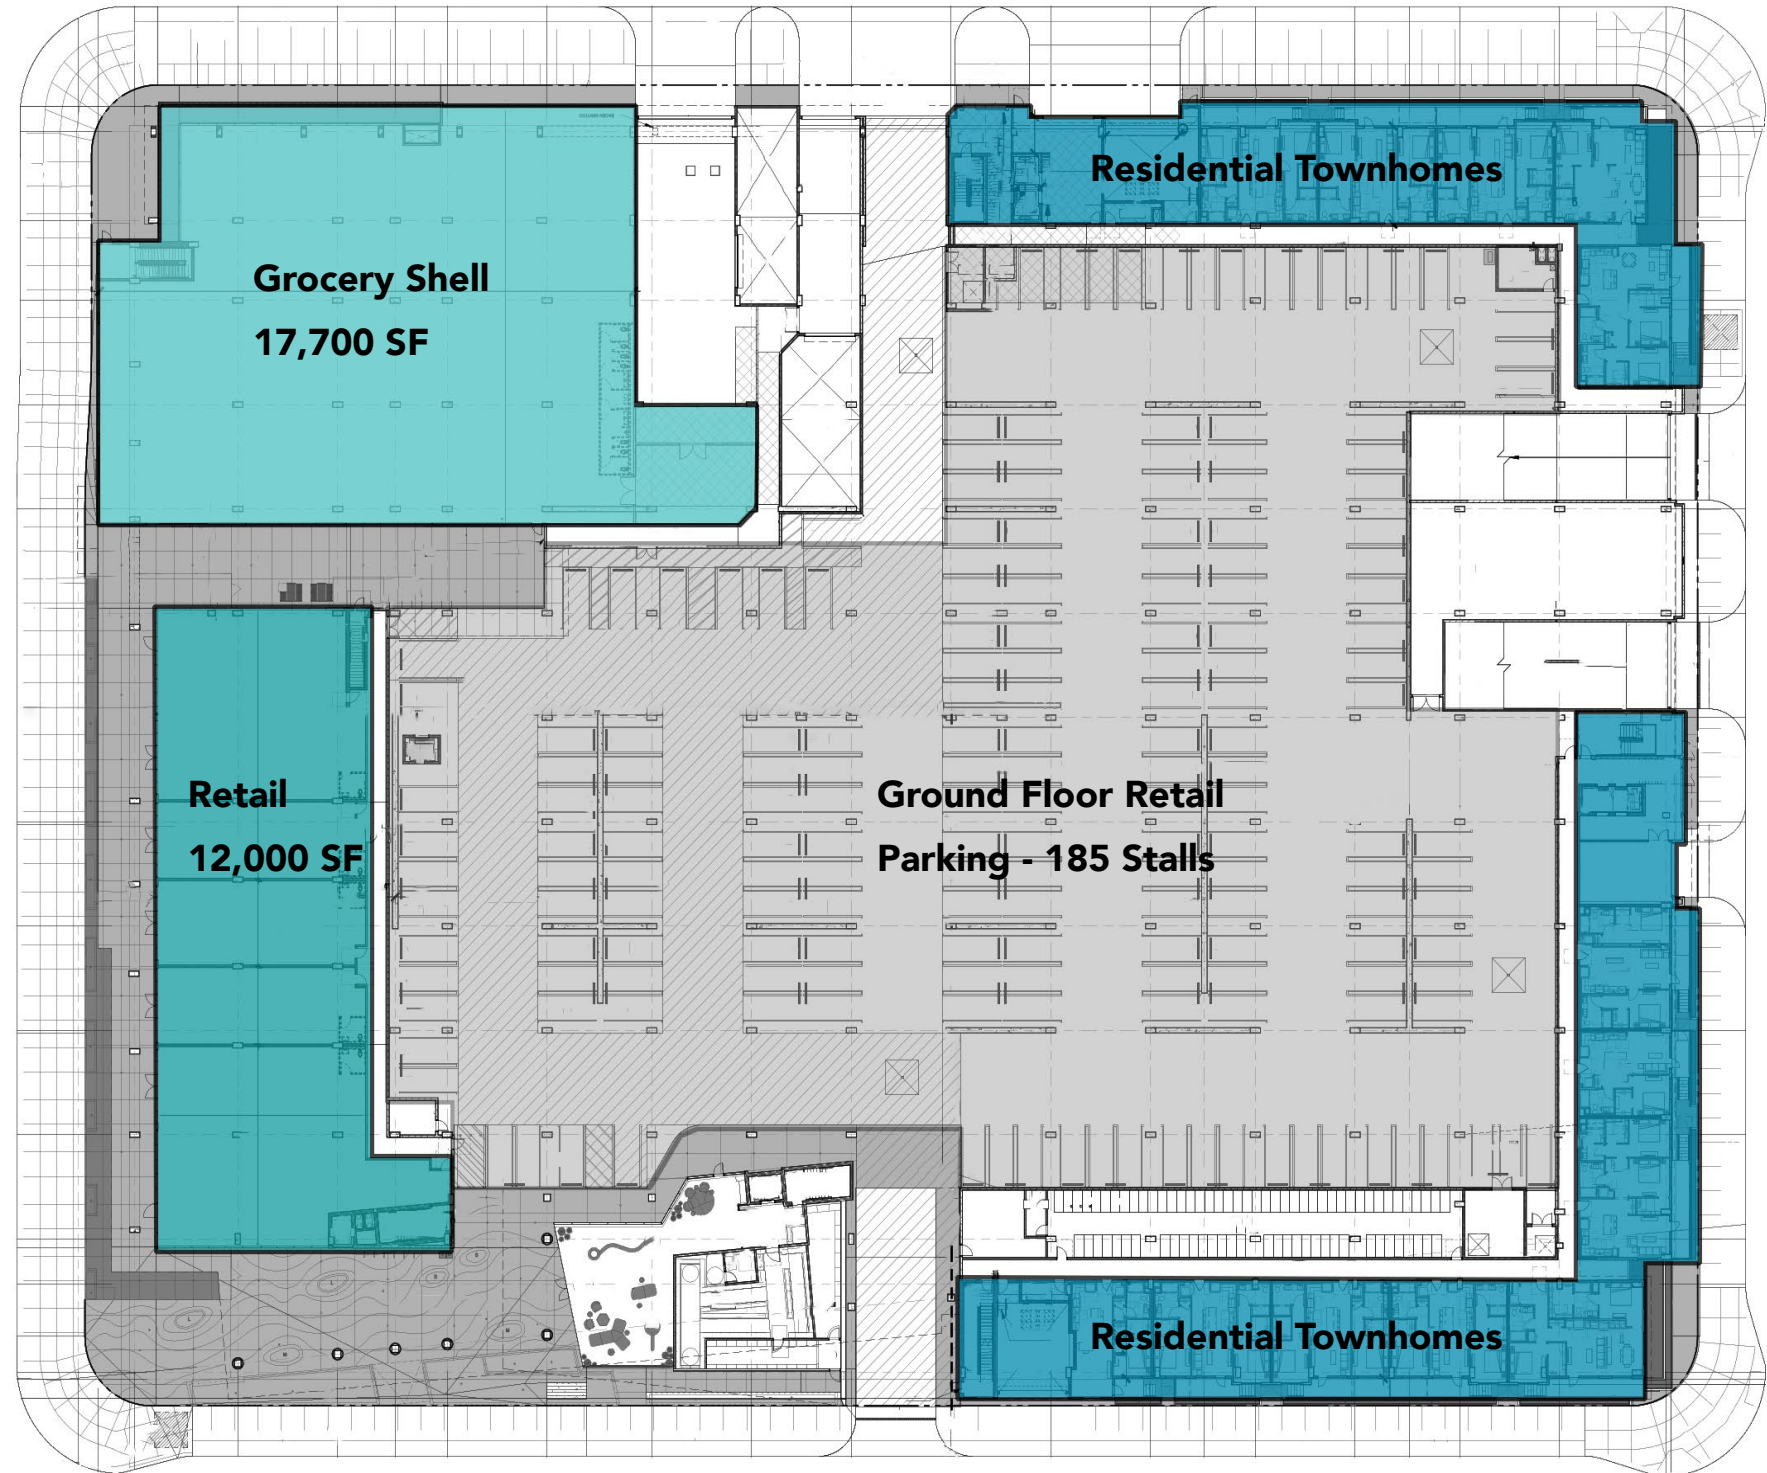 Residential Townhomes
Grocery Shell
17,700 SF
Retail
12,000 SF
Ground Floor Retail
Parking - 185 Stalls
Residential Townhomes